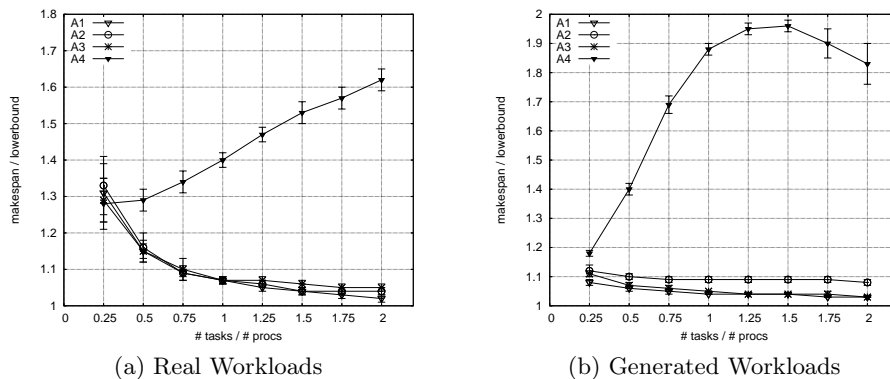 1.8
1.7
1.6
1.5
1.4
1.3
1.2
1.1
1
makespan / lowerbound
A1
A2
A3
A4
0 0.25 0.5 0.75 1 1.25 1.5 1.75 2
# tasks / # procs
(a) Real Workloads
2
1.9
1.8
1.7
1.6
1.5
1.4
1.3
1.2
1.1
1
makespan / lowerbound
A1
A2
A3
A4
0 0.25 0.5 0.75 1 1.25 1.5 1.75 2
# tasks / # procs
(b) Generated Workloads